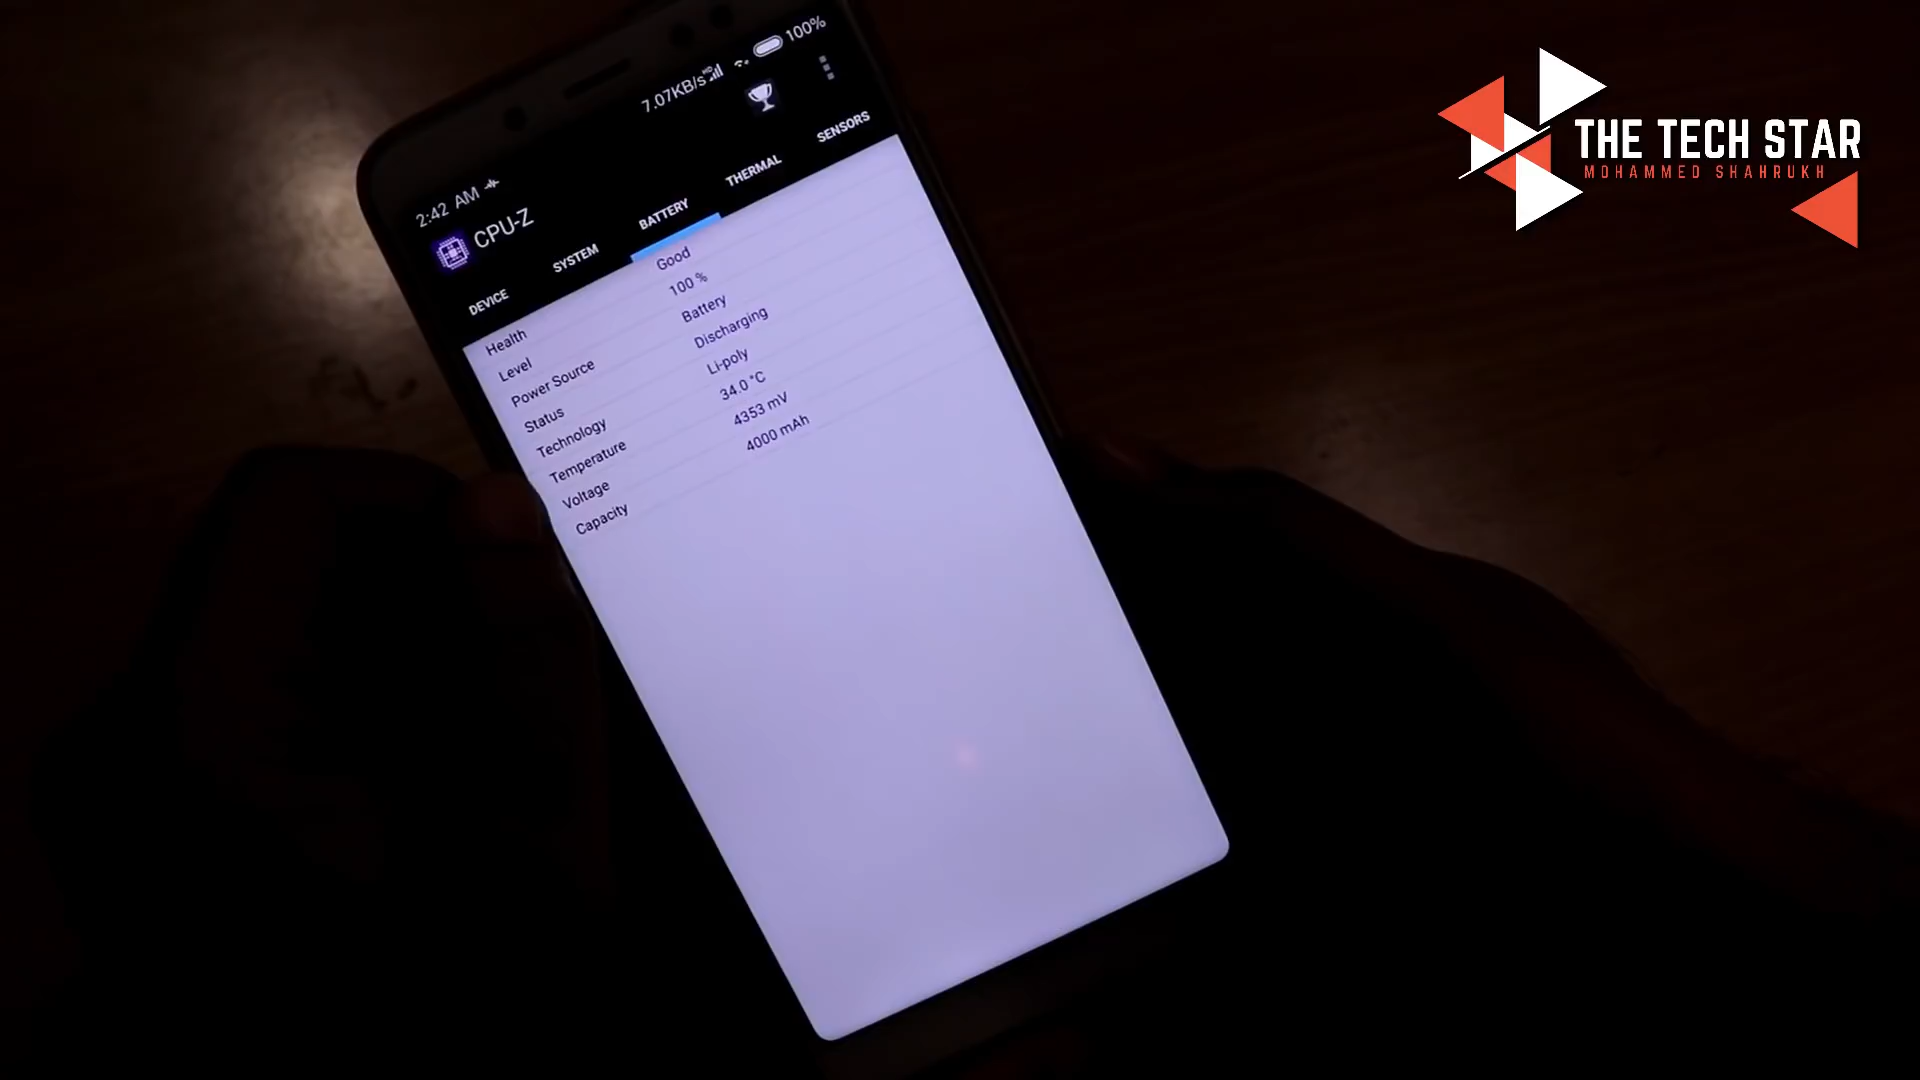 2:42 AM 7.07KB/s HD 100%
CPU-Z
DEVICE SYSTEM BATTERY THERMAL SENSORS
Health Good
Level 100 %
Power Source Battery
Status Discharging
Technology Li-poly
Temperature 34.0 °C
Voltage 4353 mV
Capacity 4000 mAh
THE TECH STAR
MOHAMMED SHAHRUKH